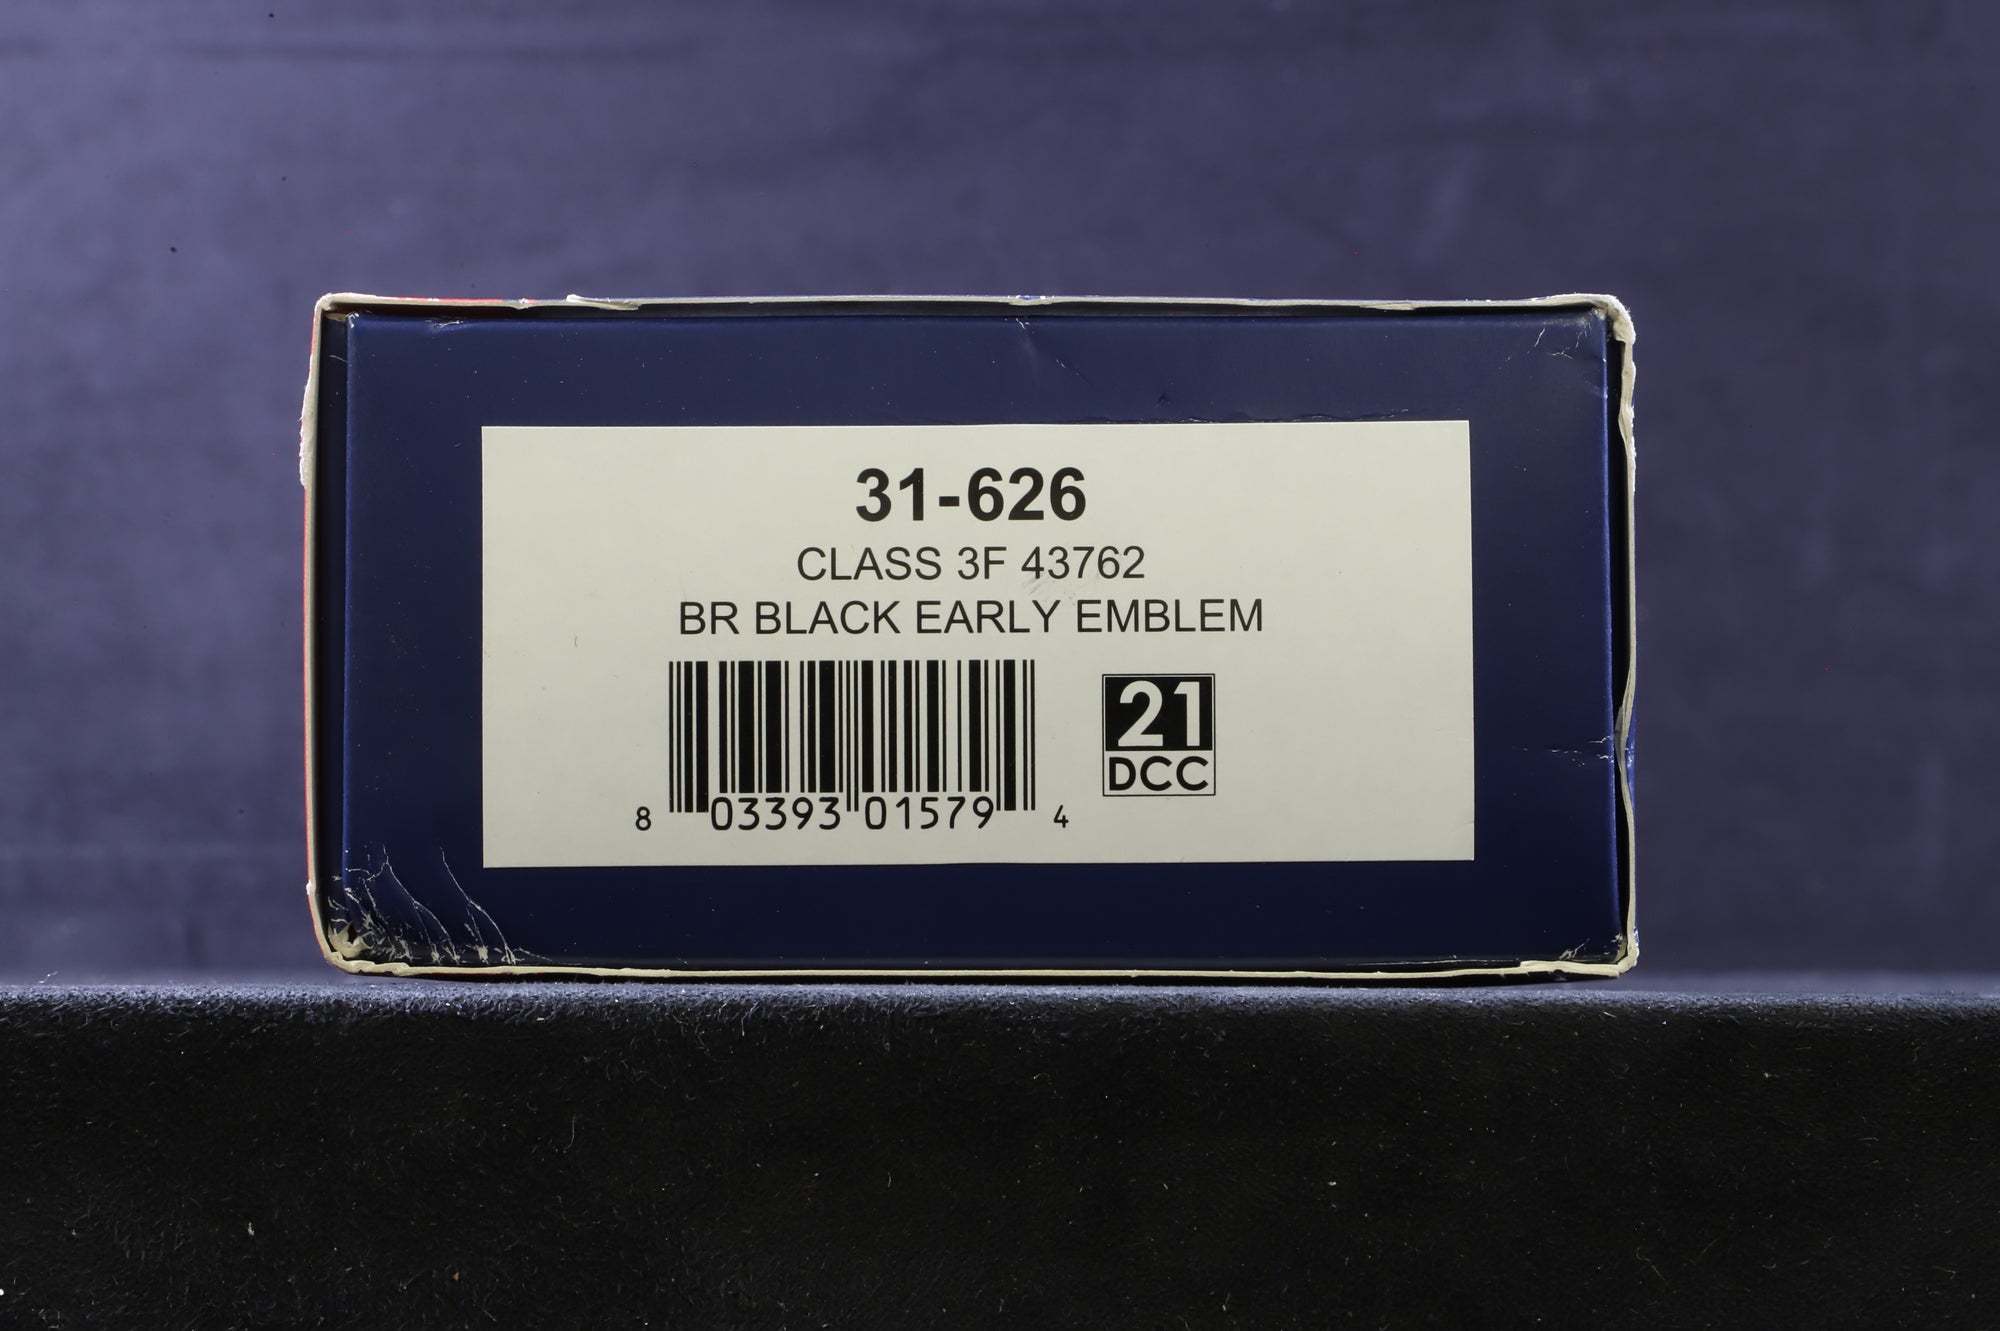 31-626
CLASS 3F 43762
BR BLACK EARLY EMBLEM
8 03393 01579 4
21
DCC